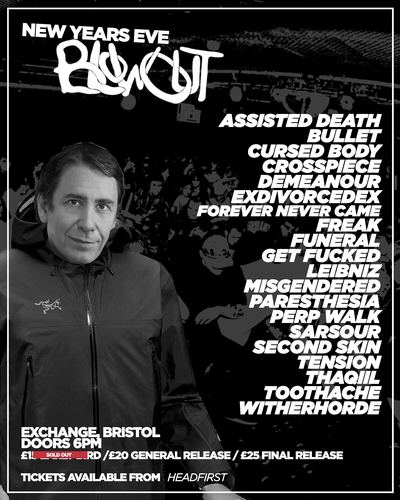 NEW YEARS EVE
BLOWOUT
ASSISTED DEATH
BULLET
CURSED BODY
CROSSPIECE
DEMEANOUR
EXDIVORCEDEX
FOREVER NEVER CAME
FREAK
FUNERAL
GET FUCKED
LEIBNIZ
MISGENDERED
PARESTHESIA
PERP WALK
SARSOUR
SECOND SKIN
TENSION
THAQIIL
TOOTHACHE
WITHERHORDE
EXCHANGE, BRISTOL
DOORS 6PM
SOLD OUT /£20 GENERAL RELEASE / £25 FINAL RELEASE
TICKETS AVAILABLE FROM HEADFIRST